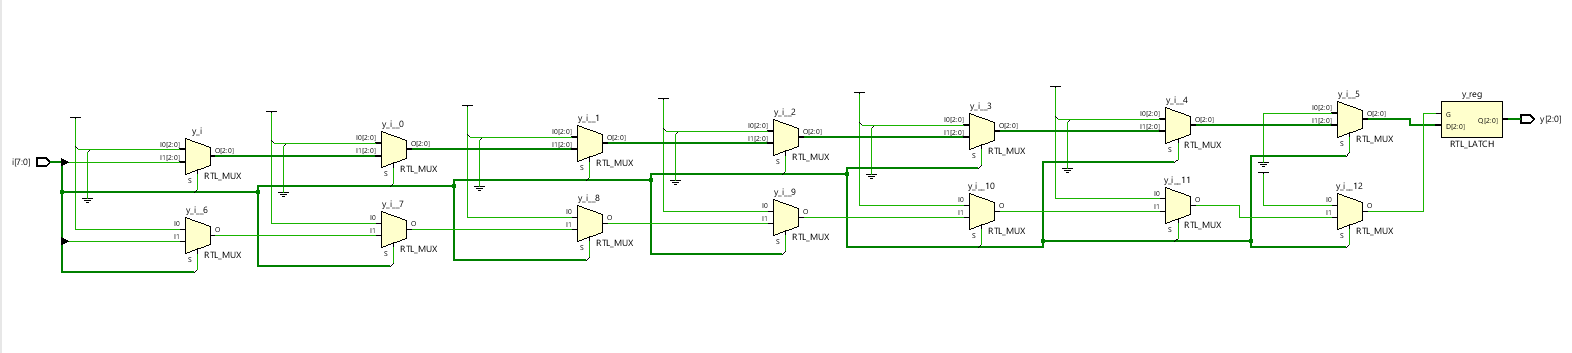 i[7:0]
y_i
I0[2:0]
I1[2:0]
O[2:0]
S
RTL_MUX
y_i__0
I0[2:0]
I1[2:0]
O[2:0]
S
RTL_MUX
y_i__1
I0[2:0]
I1[2:0]
O[2:0]
S
RTL_MUX
y_i__2
I0[2:0]
I1[2:0]
O[2:0]
S
RTL_MUX
y_i__3
I0[2:0]
I1[2:0]
O[2:0]
S
RTL_MUX
y_i__4
I0[2:0]
I1[2:0]
O[2:0]
S
RTL_MUX
y_i__5
I0[2:0]
I1[2:0]
O[2:0]
S
RTL_MUX
y_reg
G
D[2:0]
Q[2:0]
RTL_LATCH
y[2:0]
y_i__6
I0
I1
O
S
RTL_MUX
y_i__7
I0
I1
O
S
RTL_MUX
y_i__8
I0
I1
O
S
RTL_MUX
y_i__9
I0
I1
O
S
RTL_MUX
y_i__10
I0
I1
O
S
RTL_MUX
y_i__11
I0
I1
O
S
RTL_MUX
y_i__12
I0
I1
O
S
RTL_MUX